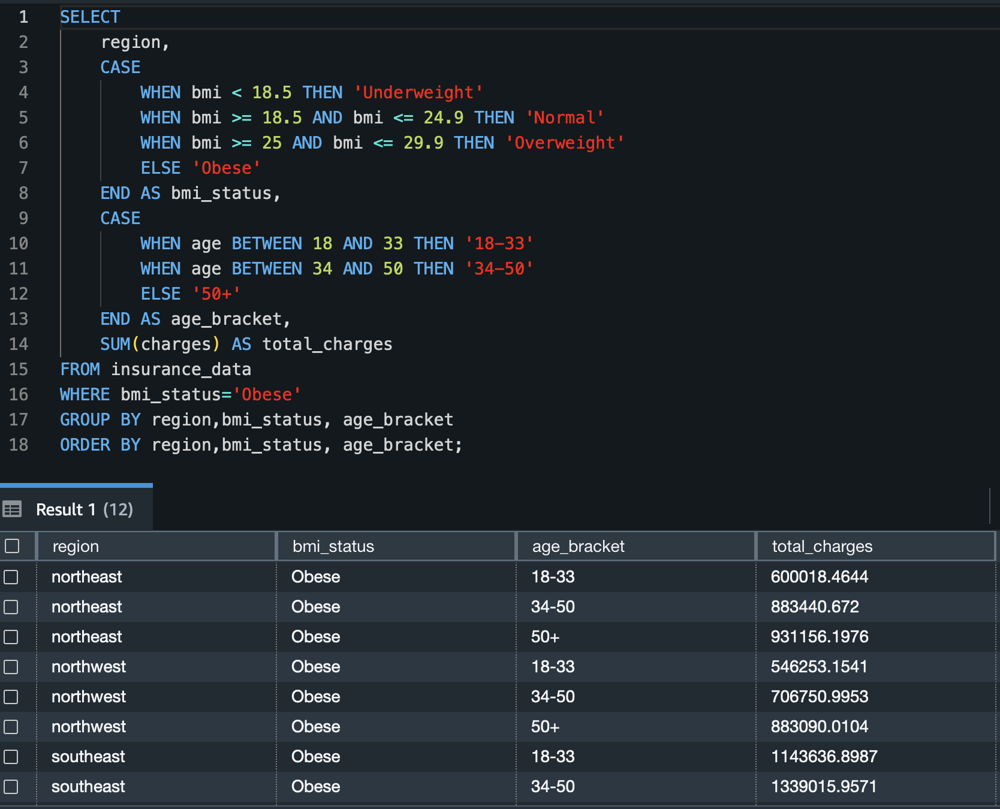 1 SELECT
2 region,
3 CASE
4 WHEN bmi < 18.5 THEN 'Underweight'
5 WHEN bmi >= 18.5 AND bmi <= 24.9 THEN 'Normal'
6 WHEN bmi >= 25 AND bmi <= 29.9 THEN 'Overweight'
7 ELSE 'Obese'
8 END AS bmi_status,
9 CASE
10 WHEN age BETWEEN 18 AND 33 THEN '18-33'
11 WHEN age BETWEEN 34 AND 50 THEN '34-50'
12 ELSE '50+'
13 END AS age_bracket,
14 SUM(charges) AS total_charges
15 FROM insurance_data
16 WHERE bmi_status='Obese'
17 GROUP BY region,bmi_status, age_bracket
18 ORDER BY region,bmi_status, age_bracket;
Result 1 (12)
region bmi_status age_bracket total_charges
northeast Obese 18-33 600018.4644
northeast Obese 34-50 883440.672
northeast Obese 50+ 931156.1976
northwest Obese 18-33 546253.1541
northwest Obese 34-50 706750.9953
northwest Obese 50+ 883090.0104
southeast Obese 18-33 1143636.8987
southeast Obese 34-50 1339015.9571